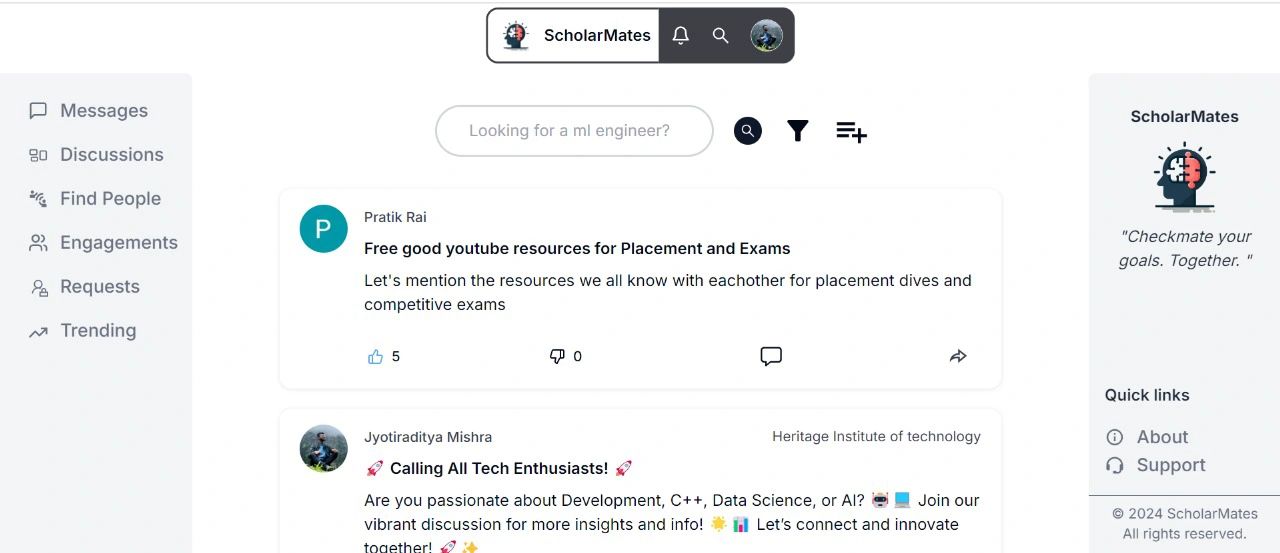 ScholarMates
Messages
Discussions
Find People
Engagements
Requests
Trending
Looking for a ml engineer?
P
Pratik Rai
Free good youtube resources for Placement and Exams
Let's mention the resources we all know with eachother for placement dives and
competitive exams
5
0
Jyotiraditya Mishra
Heritage Institute of technology
🚀 Calling All Tech Enthusiasts! 🚀
Are you passionate about Development, C++, Data Science, or AI? 🤖 💻 Join our
vibrant discussion for more insights and info! 🌟 📊 Let’s connect and innovate
together! 🚀 ✨
ScholarMates
"Checkmate your
goals. Together. "
Quick links
About
Support
© 2024 ScholarMates
All rights reserved.